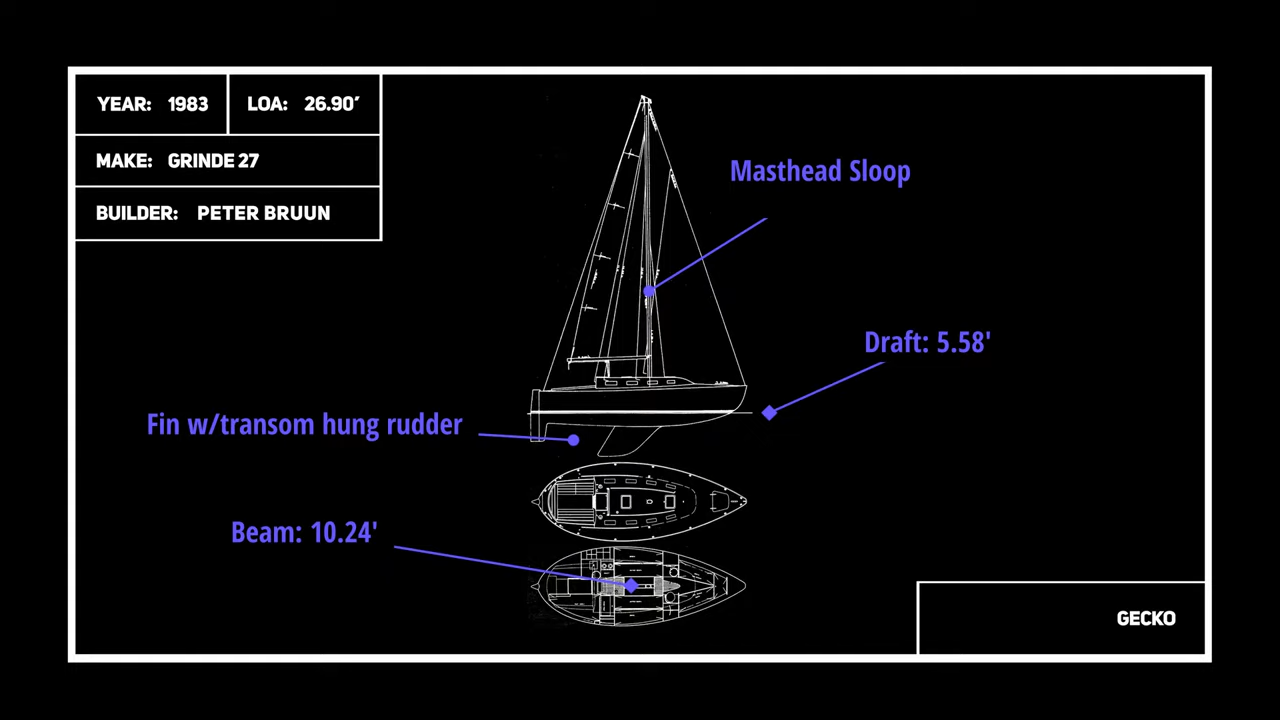 YEAR: 1983
LOA: 26.90′
MAKE: GRINDE 27
BUILDER: PETER BRUUN
Masthead Sloop
Draft: 5.58'
Fin w/transom hung rudder
Beam: 10.24'
GECKO